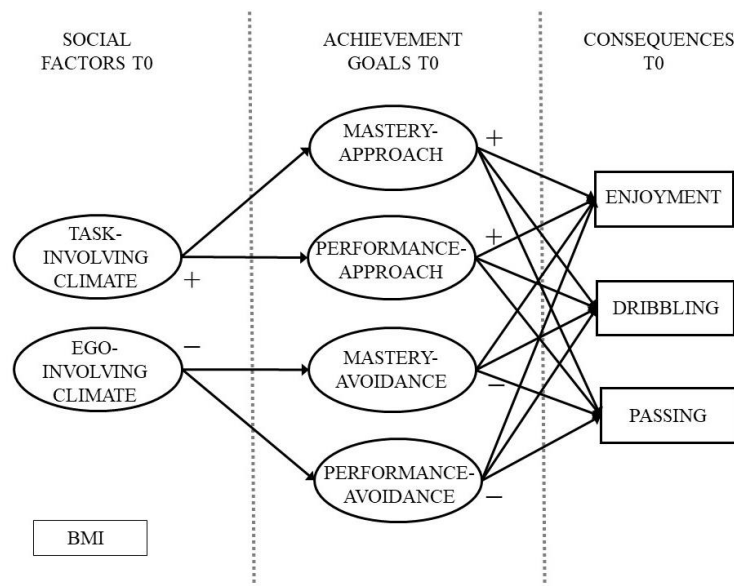 SOCIAL
FACTORS T0
ACHIEVEMENT
GOALS T0
CONSEQUENCES
T0
MASTERY-
APPROACH
+
ENJOYMENT
TASK-
INVOLVING
CLIMATE
+
PERFORMANCE-
APPROACH
+
DRIBBLING
EGO-
INVOLVING
CLIMATE
−
MASTERY-
AVOIDANCE
−
PASSING
PERFORMANCE-
AVOIDANCE
−
BMI